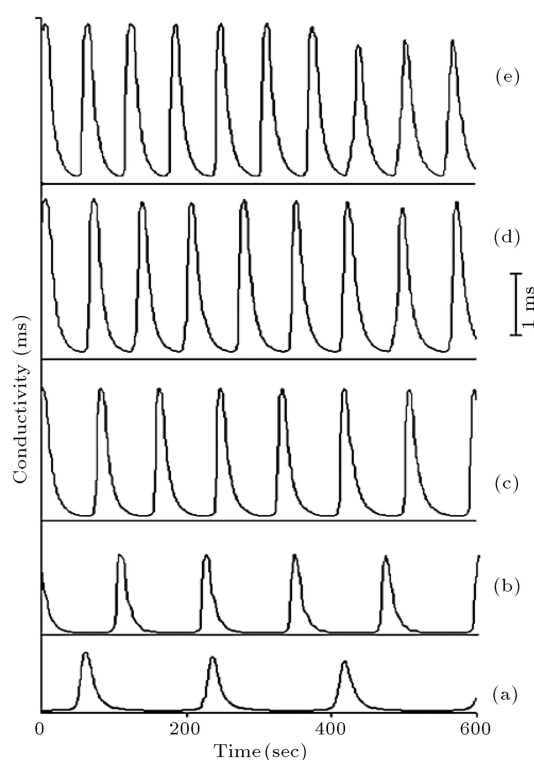 (e)
(d)
1 ms
Conductivity (ms)
(c)
(b)
(a)
0 200 400 600
Time (sec)